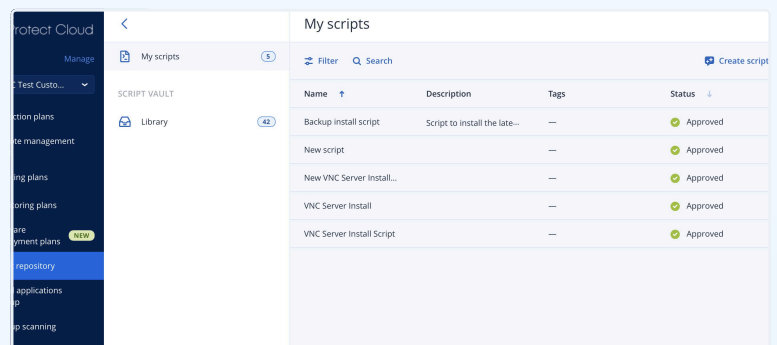 rotect Cloud
Manage
C Test Custo...
ction plans
te management
ing plans
oring plans
are
yment plans
NEW
repository
applications
p
p scanning
My scripts
5
SCRIPT VAULT
Library
42
My scripts
Filter
Search
Create script
Name
Description
Tags
Status
Backup install script
Script to install the late...
—
Approved
New script
—
Approved
New VNC Server Install...
—
Approved
VNC Server Install
—
Approved
VNC Server Install Script
—
Approved